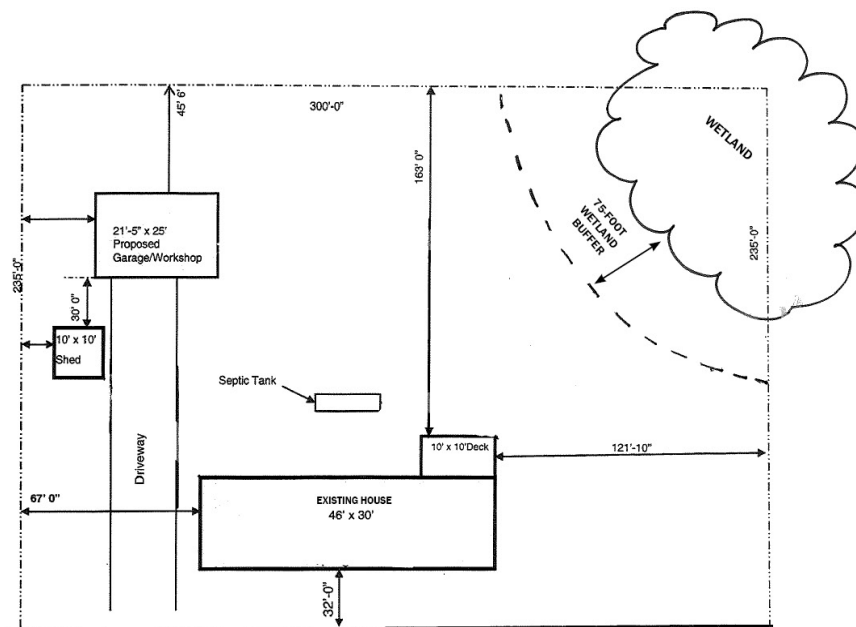 45' 6'
300'-0"
WETLAND
163' 0"
75-FOOT
WETLAND
BUFFER
235'-0"
21'-5" x 25'
Proposed
Garage/Workshop
235'-0"
30' 0"
10' x 10'
Shed
Septic Tank
Driveway
10' x 10'Deck
121'-10"
67' 0"
EXISTING HOUSE
46' x 30'
32'-0"